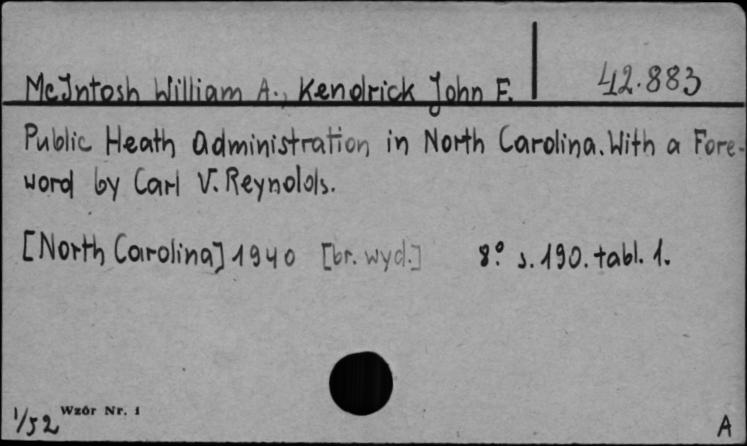 McIntosh William A., Kendrick John F.
42.883
Public Heath administration in North Carolina. With a Fore-
word by Carl V. Reynolds.
[North Carolina] 1940 [br. wyd.] 8° s. 190. tabl. 1.
Wzór Nr. 1
1/52
A